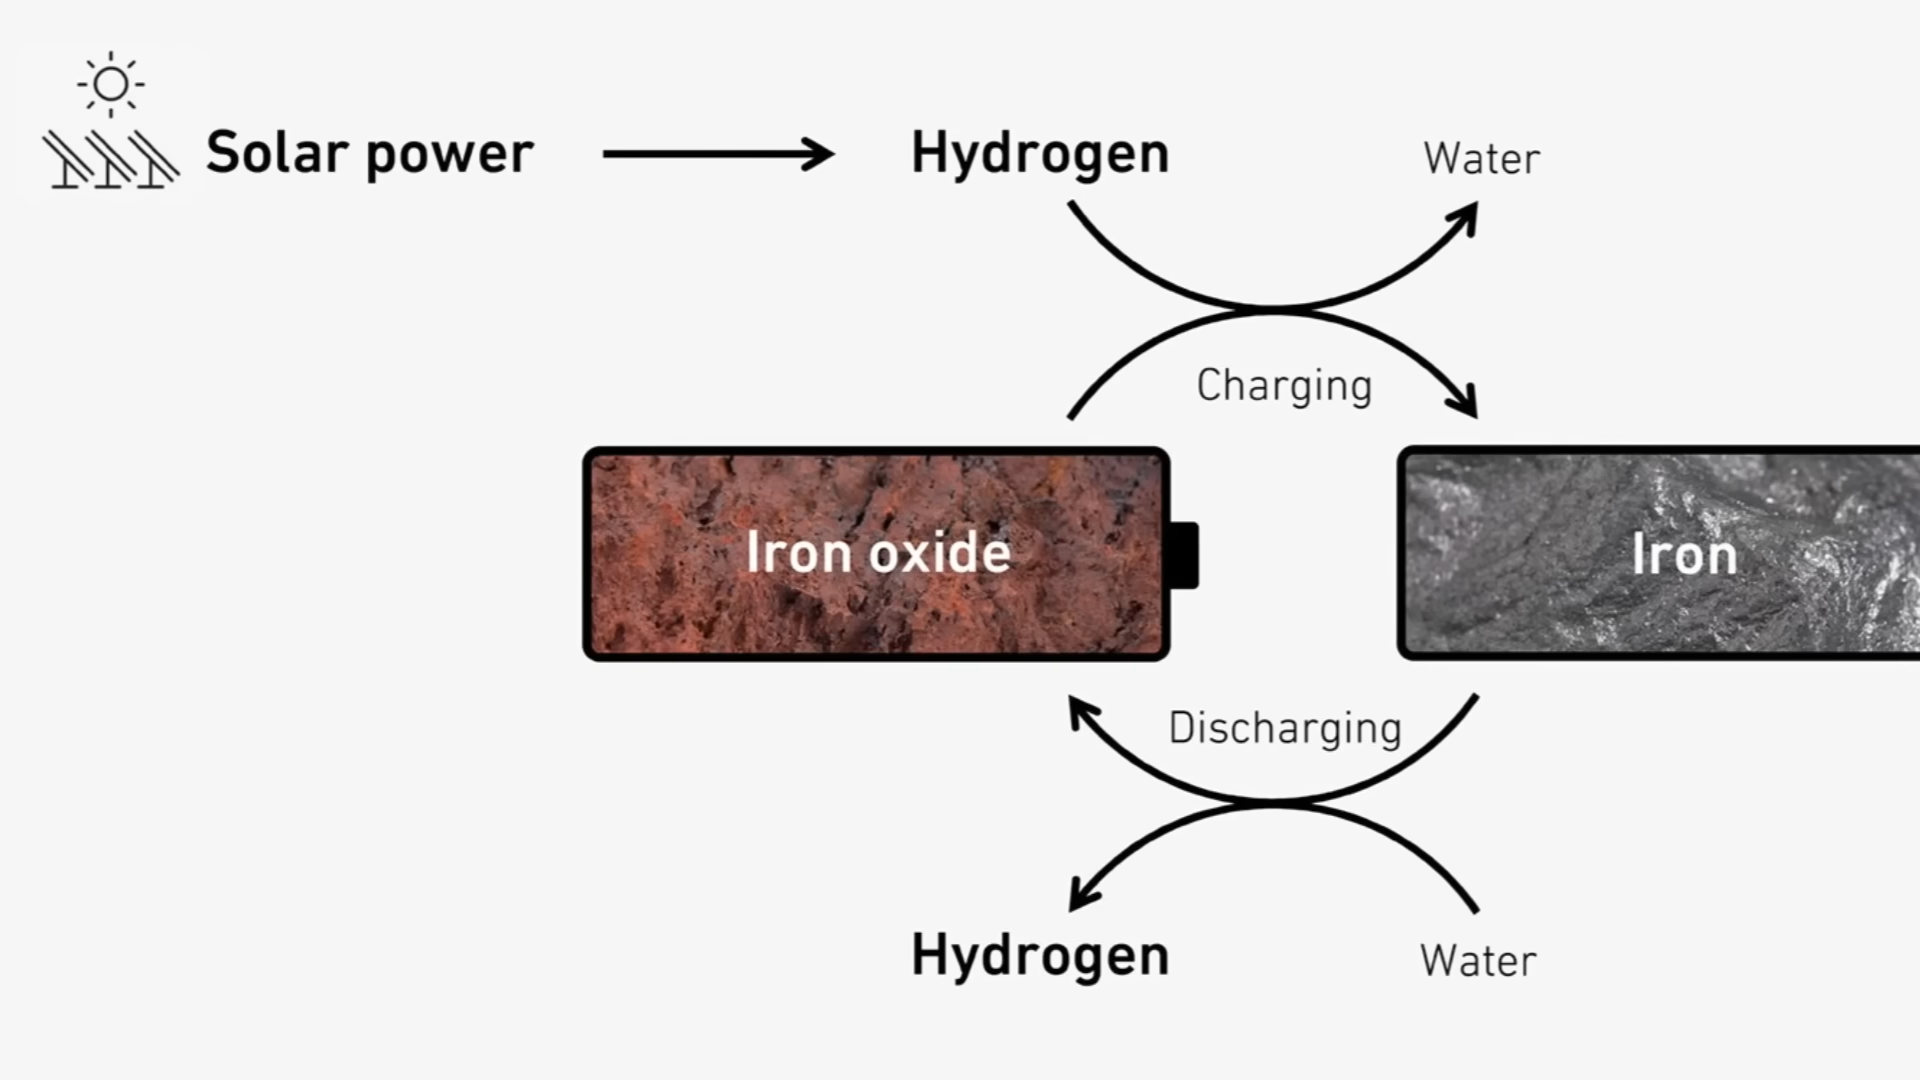 Solar power
Hydrogen
Water
Charging
Iron oxide
Iron
Discharging
Hydrogen
Water